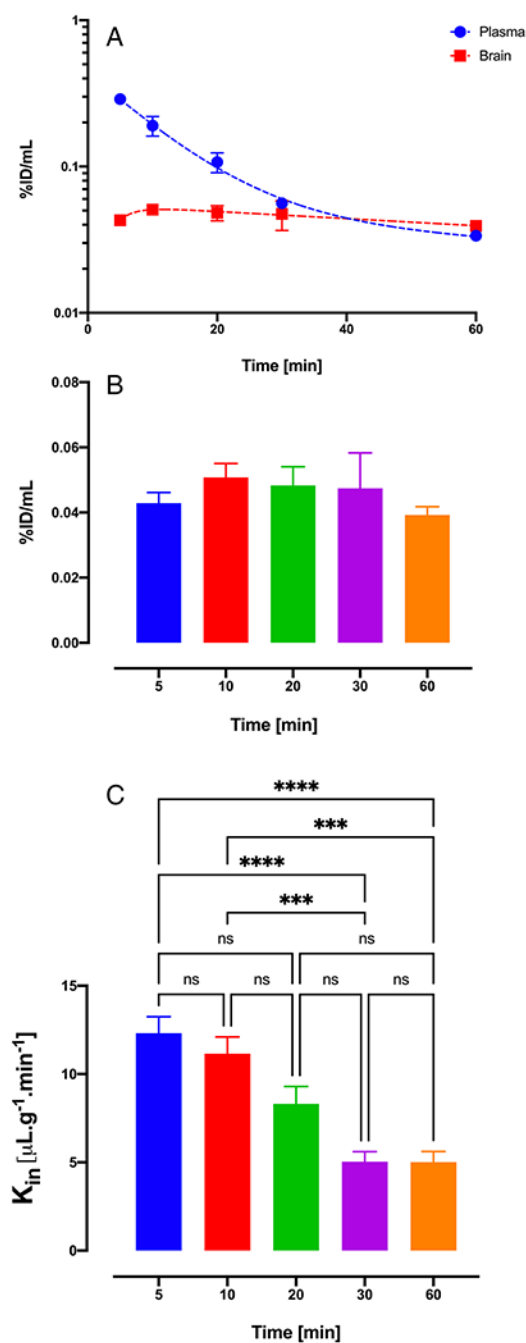 A
Plasma
Brain
1
0.1
0.01
%ID/mL
0 20 40 60
Time [min]
B
0.08
0.06
0.04
0.02
0.00
%ID/mL
5 10 20 30 60
Time [min]
C
****
***
****
***
ns ns
ns ns ns ns
15
10
5
0
Kin [μL.g⁻¹.min⁻¹]
5 10 20 30 60
Time [min]